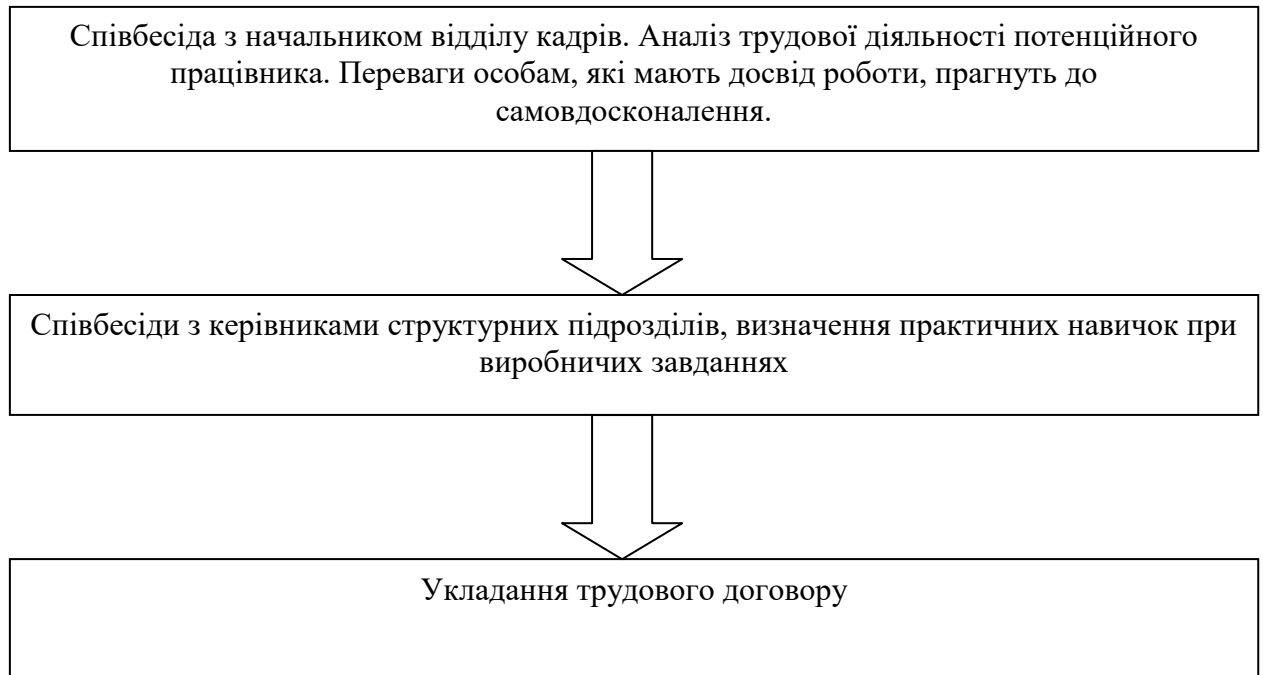 Співбесіда з начальником відділу кадрів. Аналіз трудової діяльності потенційного
працівника. Переваги особам, які мають досвід роботи, прагнуть до
самовдосконалення.
Співбесіди з керівниками структурних підрозділів, визначення практичних навичок при
виробничих завданнях
Укладання трудового договору